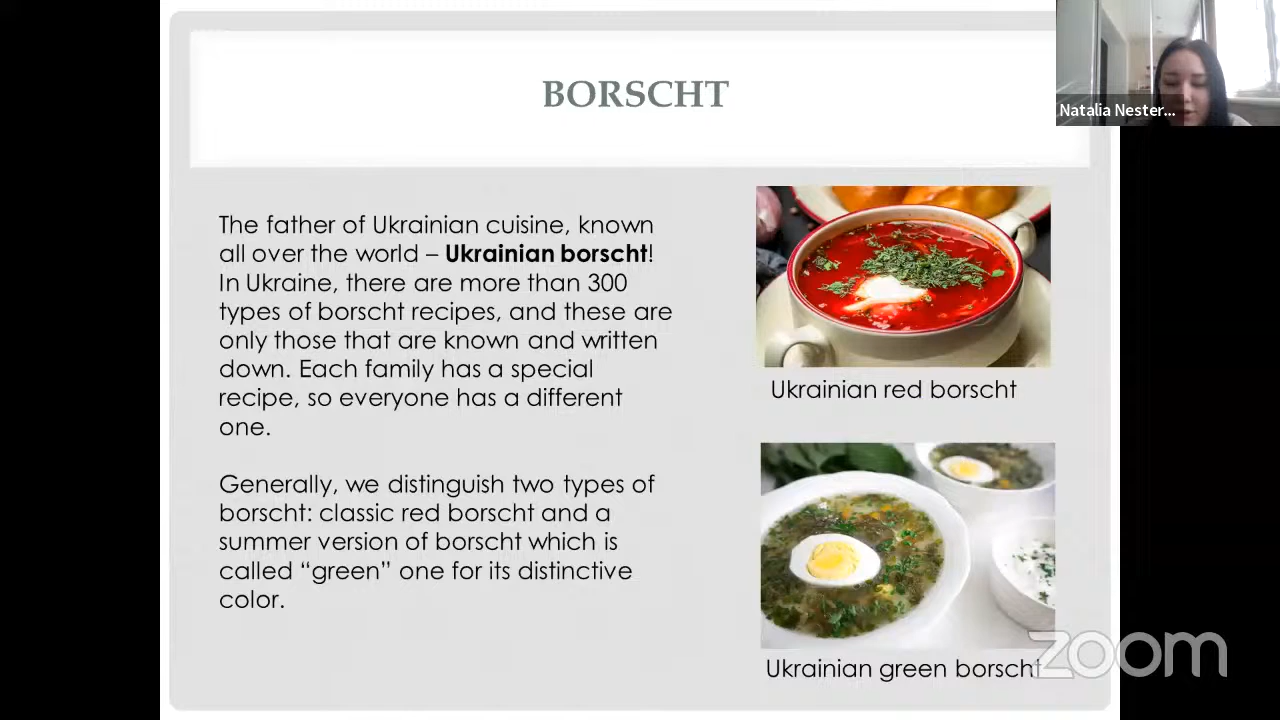 BORSCHT
Natalia Nester...
The father of Ukrainian cuisine, known
all over the world – Ukrainian borscht!
In Ukraine, there are more than 300
types of borscht recipes, and these are
only those that are known and written
down. Each family has a special
recipe, so everyone has a different
one.
Generally, we distinguish two types of
borscht: classic red borscht and a
summer version of borscht which is
called “green” one for its distinctive
color.
Ukrainian red borscht
Ukrainian green borscht
zoom